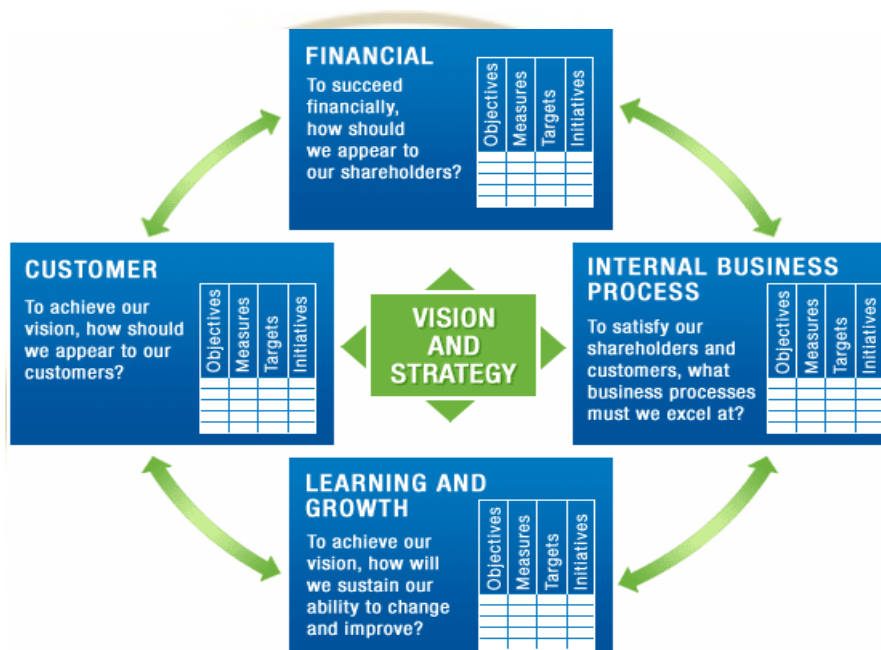 FINANCIAL
To succeed
financially,
how should
we appear to
our shareholders?
Objectives
Measures
Targets
Initiatives
CUSTOMER
To achieve our
vision, how should
we appear to our
customers?
Objectives
Measures
Targets
Initiatives
VISION
AND
STRATEGY
INTERNAL BUSINESS
PROCESS
To satisfy our
shareholders and
customers, what
business processes
must we excel at?
Objectives
Measures
Targets
Initiatives
LEARNING AND
GROWTH
To achieve our
vision, how will
we sustain our
ability to change
and improve?
Objectives
Measures
Targets
Initiatives